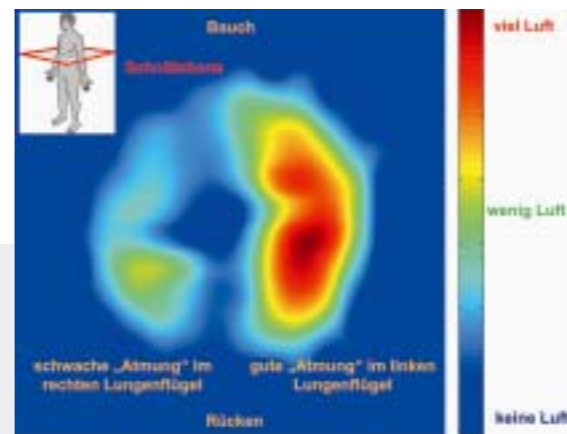 Bauch
viel Luft
Schnittebene
wenig Luft
schwache „Atmung" im
rechten Lungenflügel
gute „Atmung" im linken
Lungenflügel
Rücken
keine Luft